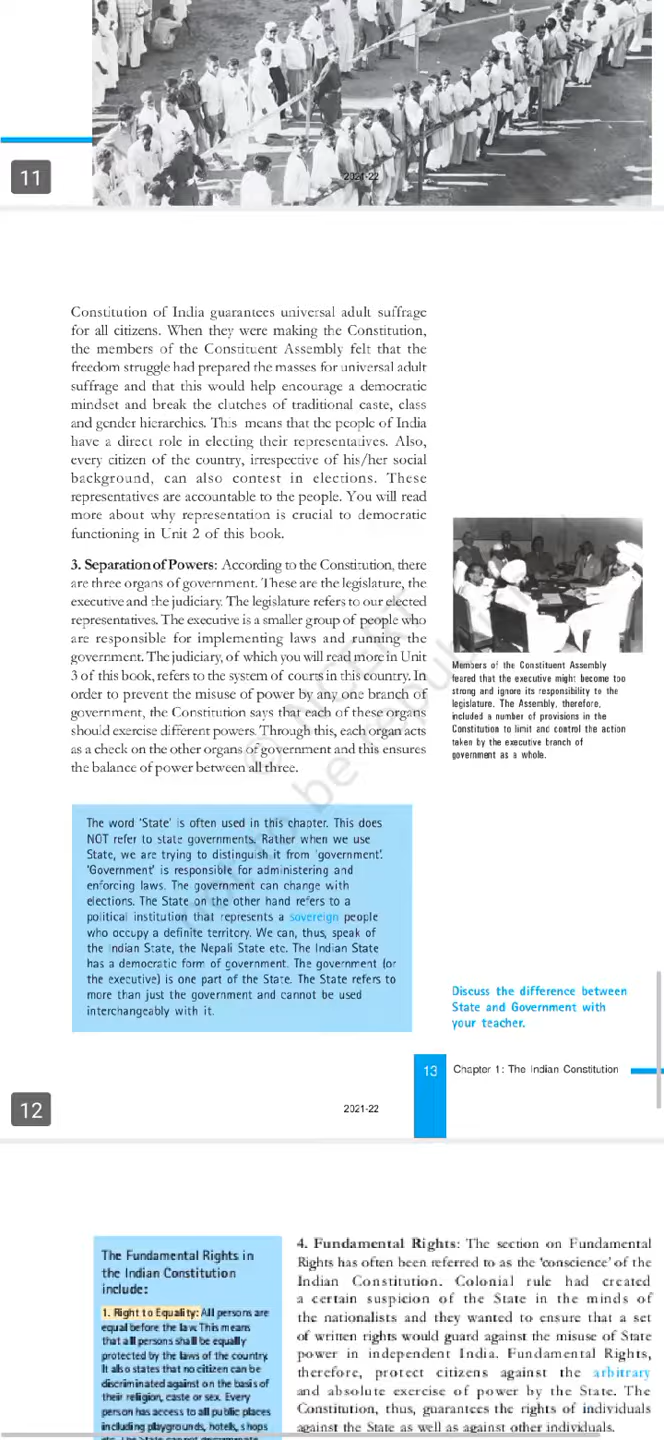 2021-22
11
Constitution of India guarantees universal adult suffrage
for all citizens. When they were making the Constitution,
the members of the Constituent Assembly felt that the
freedom struggle had prepared the masses for universal adult
suffrage and that this would help encourage a democratic
mindset and break the clutches of traditional caste, class
and gender hierarchies. This means that the people of India
have a direct role in electing their representatives. Also,
every citizen of the country, irrespective of his/her social
background, can also contest in elections. These
representatives are accountable to the people. You will read
more about why representation is crucial to democratic
functioning in Unit 2 of this book.
3. Separation of Powers: According to the Constitution, there
are three organs of government. These are the legislature, the
executive and the judiciary. The legislature refers to our elected
representatives. The executive is a smaller group of people who
are responsible for implementing laws and running the
government. The judiciary, of which you will read more in Unit
3 of this book, refers to the system of courts in this country. In
order to prevent the misuse of power by any one branch of
government, the Constitution says that each of these organs
should exercise different powers. Through this, each organ acts
as a check on the other organs of government and this ensures
the balance of power between all three.
Members of the Constituent Assembly
feared that the executive might become too
strong and ignore its responsibility to the
legislature. The Assembly, therefore,
included a number of provisions in the
Constitution to limit and control the action
taken by the executive branch of
government as a whole.
The word 'State' is often used in this chapter. This does
NOT refer to state governments. Rather when we use
State, we are trying to distinguish it from 'government'.
'Government' is responsible for administering and
enforcing laws. The government can change with
elections. The State on the other hand refers to a
political institution that represents a sovereign people
who occupy a definite territory. We can, thus, speak of
the Indian State, the Nepali State etc. The Indian State
has a democratic form of government. The government (or
the executive) is one part of the State. The State refers to
more than just the government and cannot be used
interchangeably with it.
Discuss the difference between
State and Government with
your teacher.
13 Chapter 1: The Indian Constitution
12
2021-22
© NCERT
not to be republished
The Fundamental Rights in
the Indian Constitution
include:
1. Right to Equality: All persons are
equal before the law. This means
that all persons shall be equally
protected by the laws of the country.
It also states that no citizen can be
discriminated against on the basis of
their religion, caste or sex. Every
person has access to all public places
including playgrounds, hotels, shops
etc. The State cannot discriminate
4. Fundamental Rights: The section on Fundamental
Rights has often been referred to as the 'conscience' of the
Indian Constitution. Colonial rule had created
a certain suspicion of the State in the minds of
the nationalists and they wanted to ensure that a set
of written rights would guard against the misuse of State
power in independent India. Fundamental Rights,
therefore, protect citizens against the arbitrary
and absolute exercise of power by the State. The
Constitution, thus, guarantees the rights of individuals
against the State as well as against other individuals.